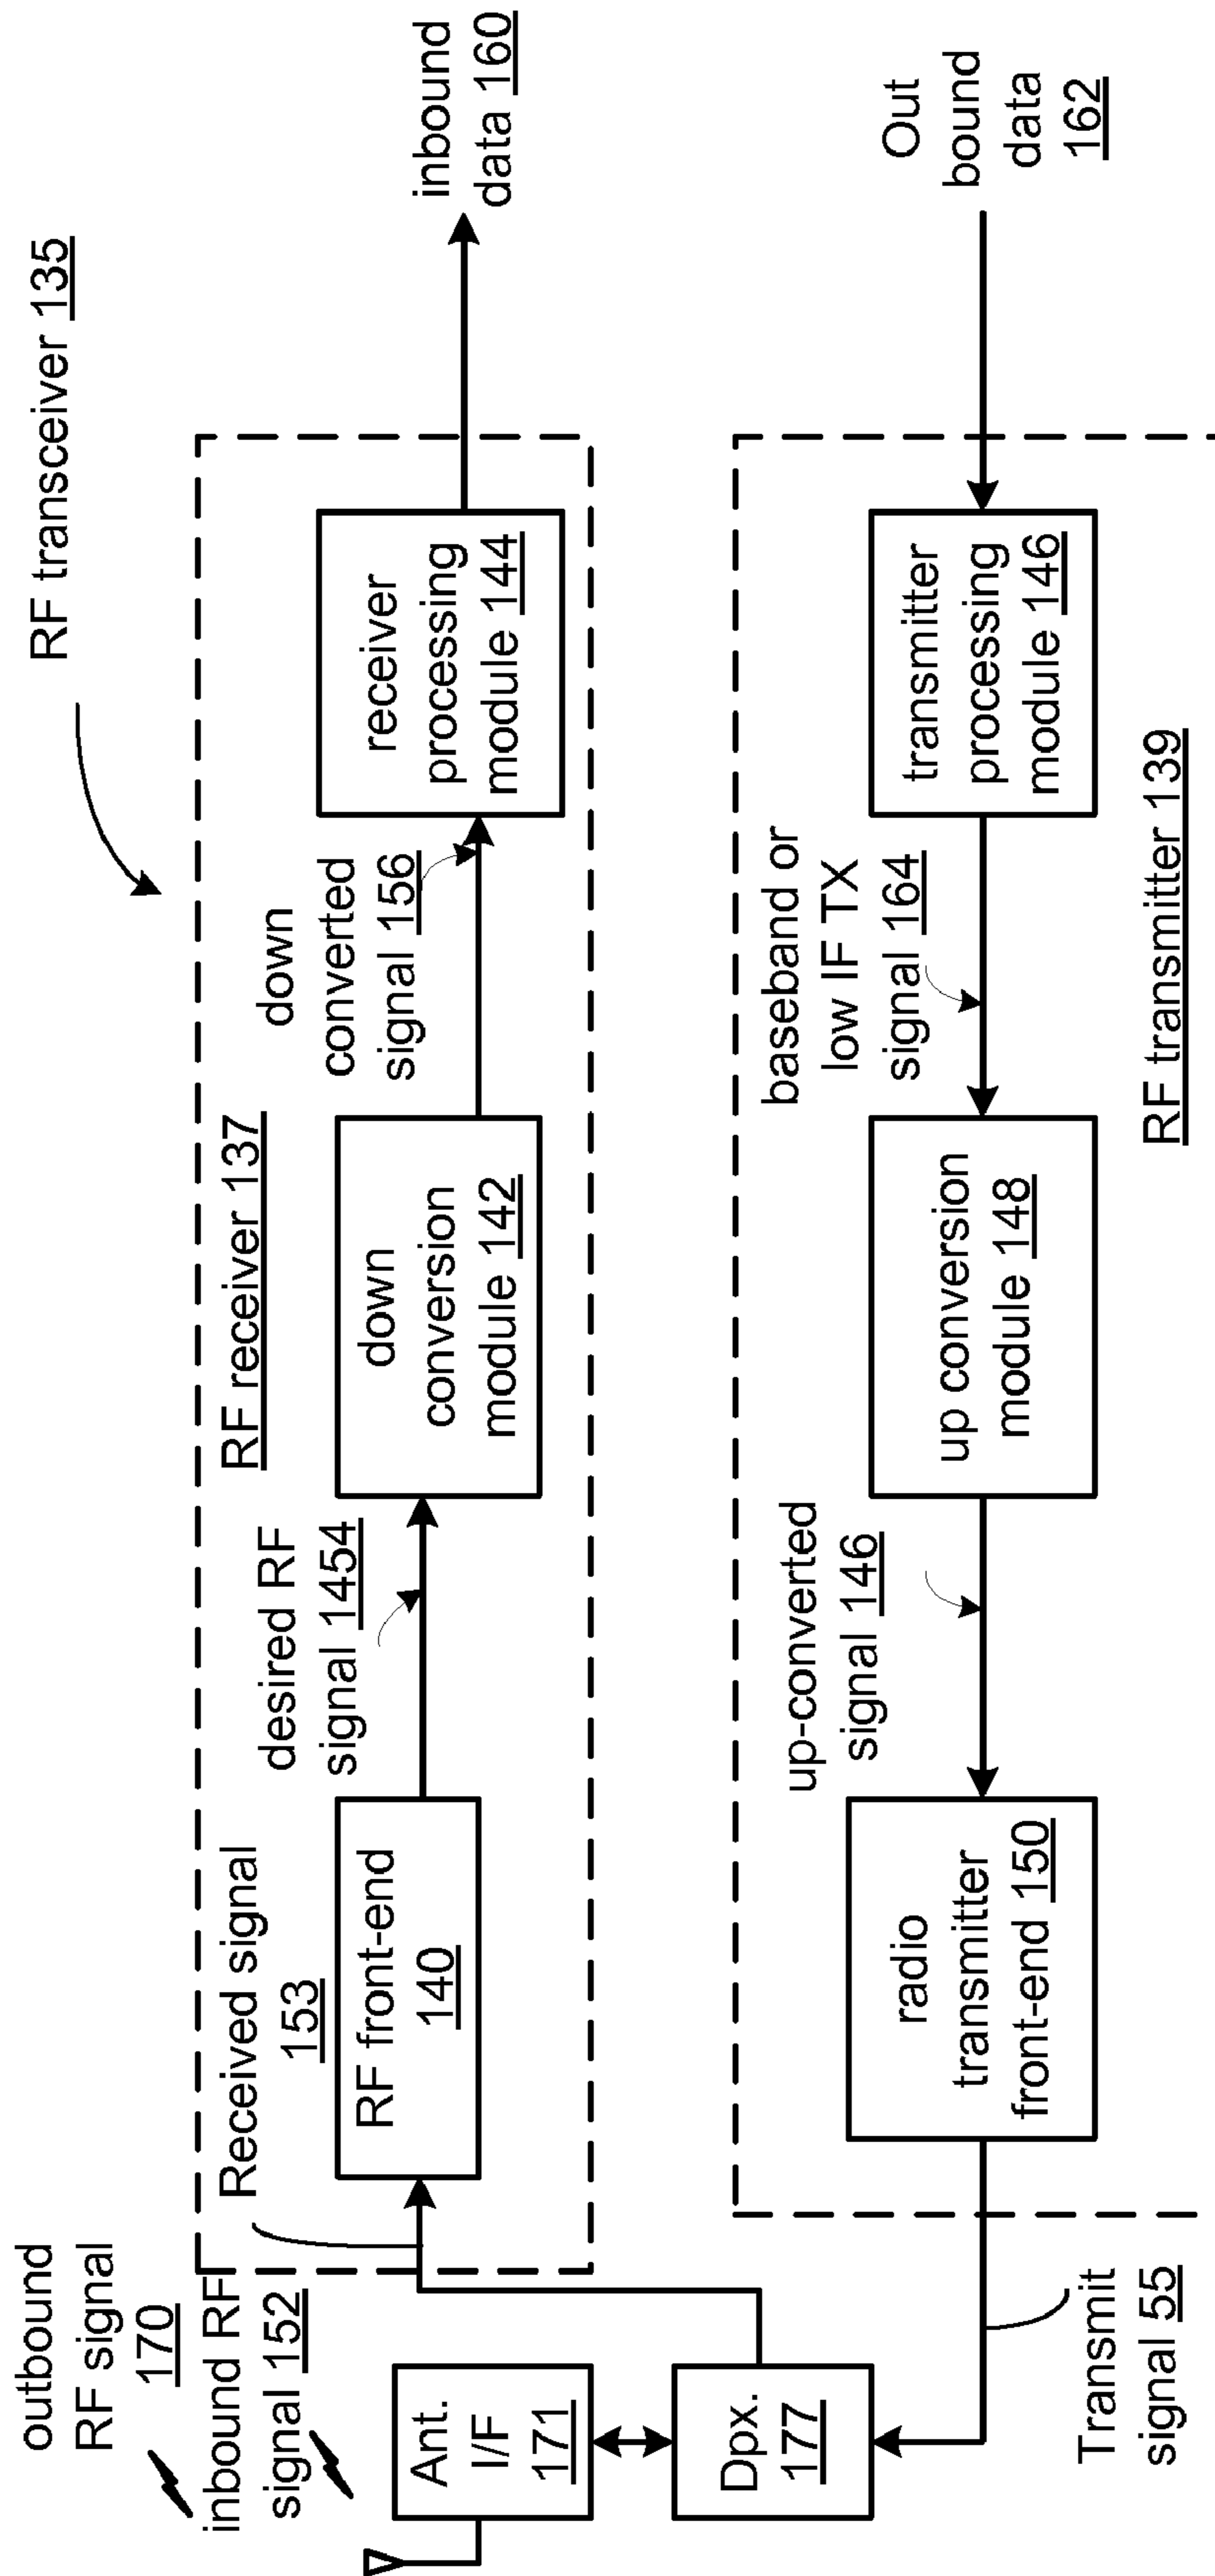 RF transceiver 135
outbound
RF signal
170
inbound RF
signal 152
Received signal
153
RF receiver 137
RF front-end
140
desired RF
signal 1454
down
conversion
module 142
down
converted
signal 156
receiver
processing
module 144
inbound
data 160
Ant.
I/F
171
Dpx.
177
Transmit
signal 55
radio
transmitter
front-end 150
up-converted
signal 146
up conversion
module 148
baseband or
low IF TX
signal 164
transmitter
processing
module 146
Out
bound
data
162
RF transmitter 139